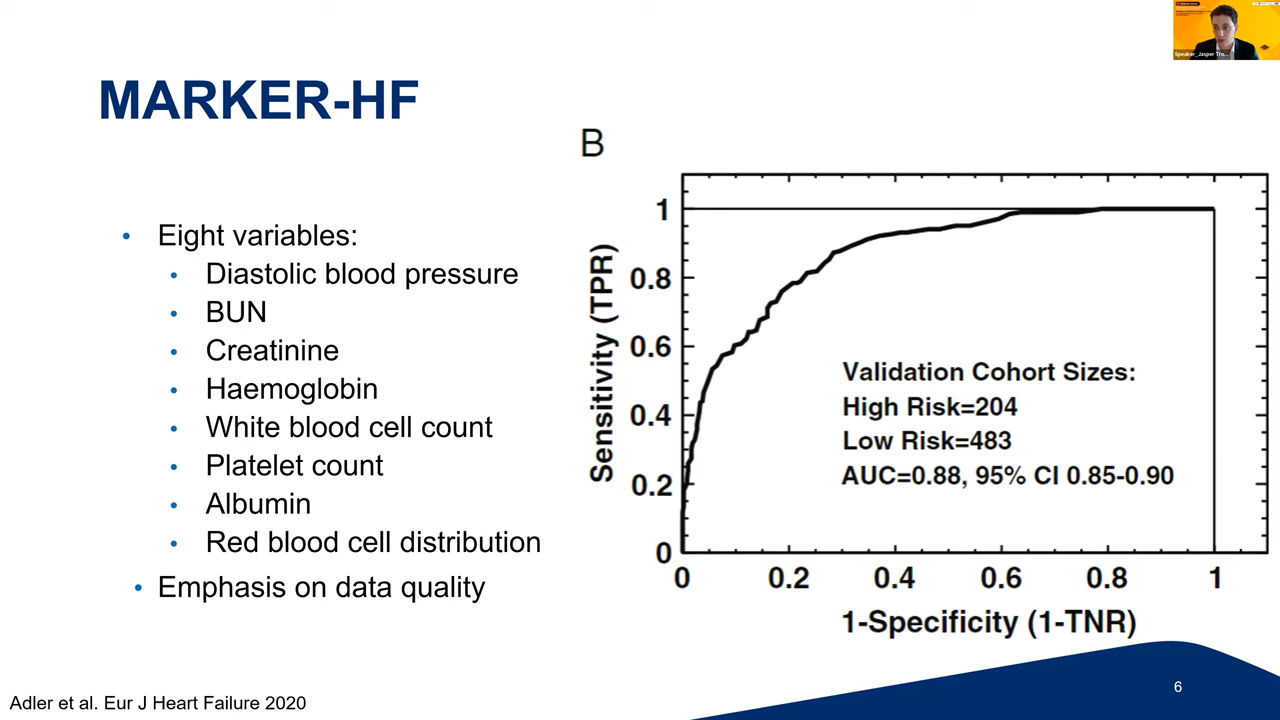 MARKER-HF
Eight variables:
Diastolic blood pressure
BUN
Creatinine
Haemoglobin
White blood cell count
Platelet count
Albumin
Red blood cell distribution
Emphasis on data quality
B
Sensitivity (TPR)
1
0.8
0.6
0.4
0.2
0
Validation Cohort Sizes:
High Risk=204
Low Risk=483
AUC=0.88, 95% CI 0.85-0.90
0 0.2 0.4 0.6 0.8 1
1-Specificity (1-TNR)
Adler et al. Eur J Heart Failure 2020
6
Speaker_Jasper Tro...